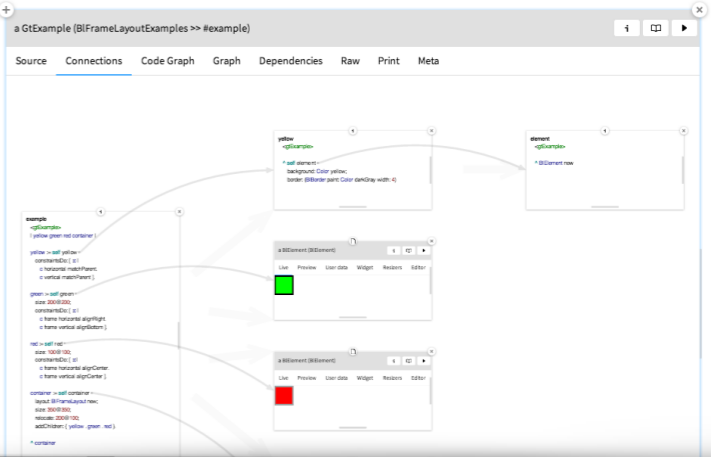 a GtExample (BlFrameLayoutExamples >> #example)
i
Source Connections Code Graph Graph Dependencies Raw Print Meta
yellow
<gtExample>
^ self element
background: Color yellow;
border: (BlBorder paint: Color darkGray width: 4)
element
<gtExample>
^ BlElement new
example
<gtExample>
| yellow green red container |
yellow := self yellow
constraintsDo: [ :c |
c horizontal matchParent.
c vertical matchParent ].
green := self green
size: 200@200;
constraintsDo: [ :c |
c frame horizontal alignRight.
c frame vertical alignBottom ].
red := self red
size: 100@100;
constraintsDo: [ :c |
c frame horizontal alignCenter.
c frame vertical alignCenter ].
container := self container
layout: BlFrameLayout new;
size: 350@350;
relocate: 200@100;
addChildren: { yellow . green . red }.
^ container
a BlElement (BlElement)
Live Preview User data Widget Resizers Editor
a BlElement (BlElement)
Live Preview User data Widget Resizers Editor